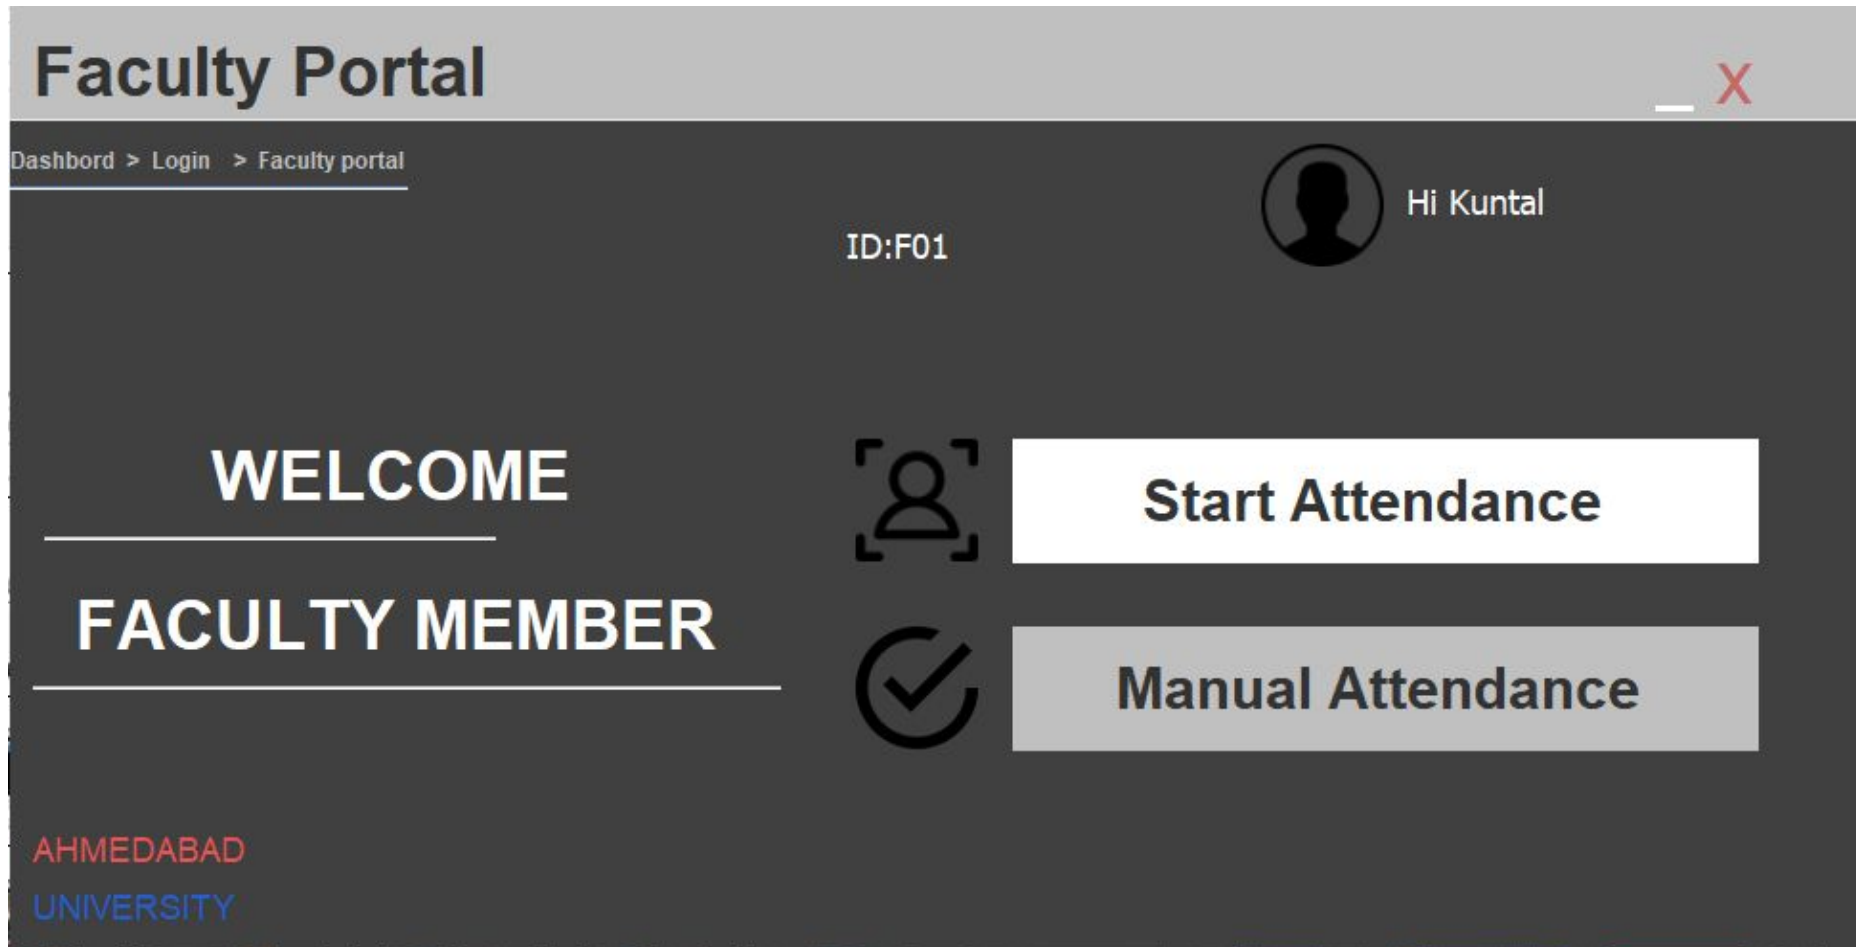 Faculty Portal
_ X
Dashbord > Login > Faculty portal
Hi Kuntal
ID:F01
WELCOME
FACULTY MEMBER
Start Attendance
Manual Attendance
AHMEDABAD
UNIVERSITY